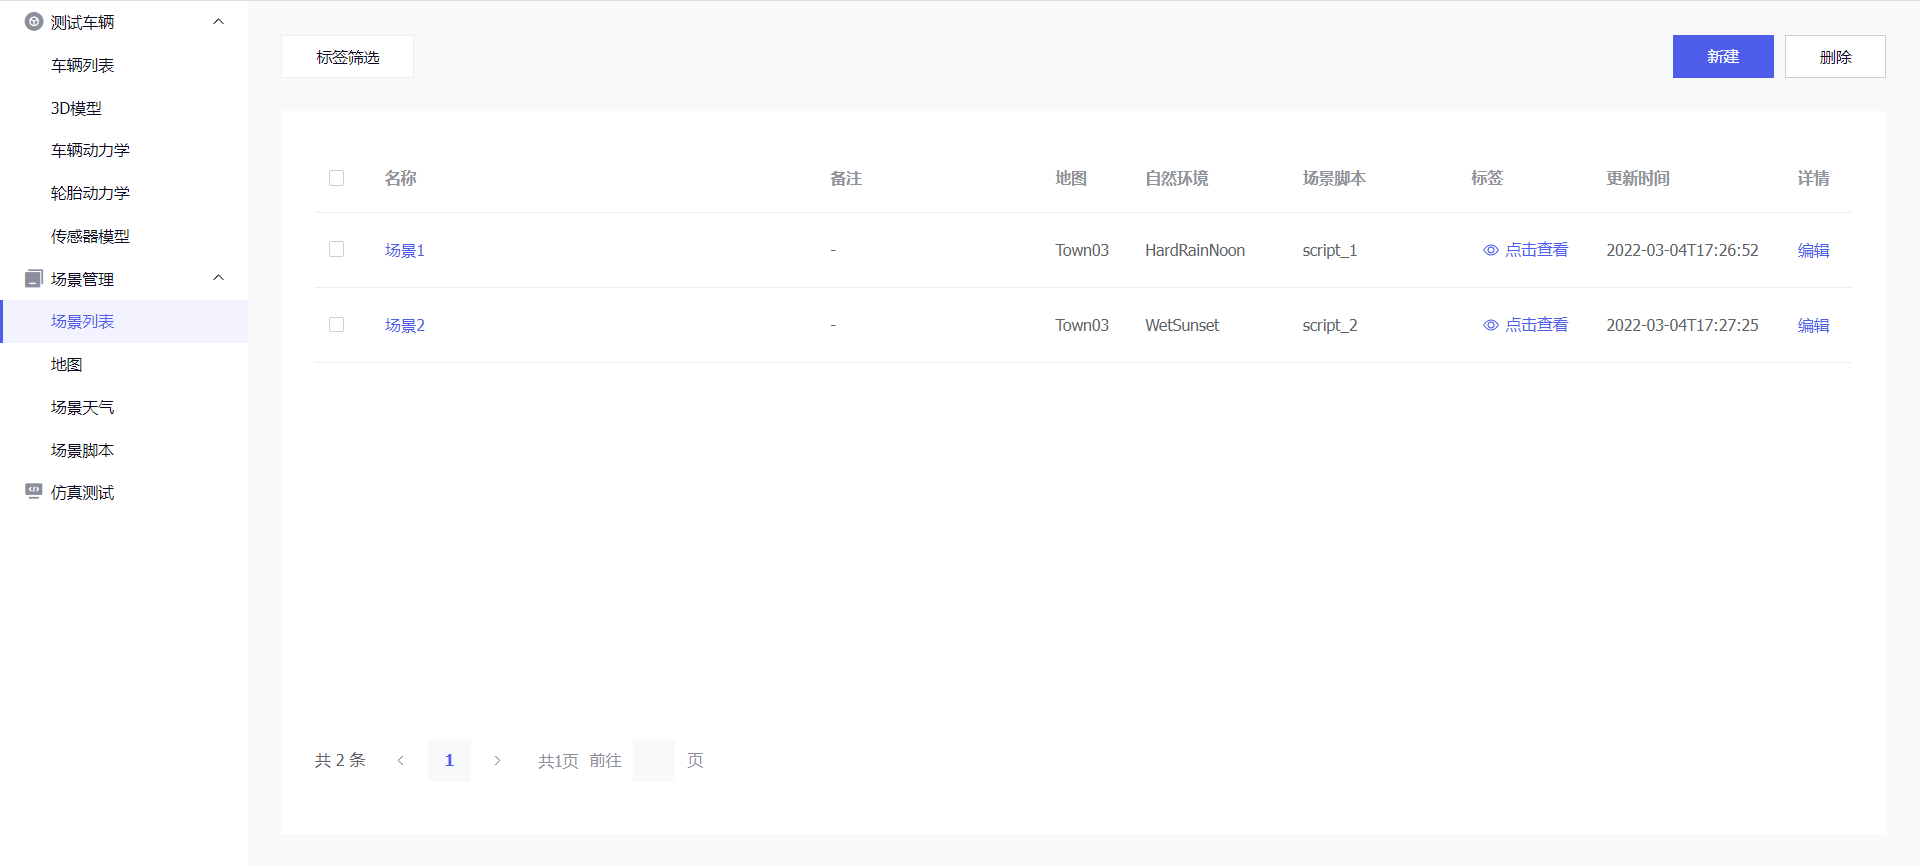 测试车辆
车辆列表
3D模型
车辆动力学
轮胎动力学
传感器模型
场景管理
场景列表
地图
场景天气
场景脚本
仿真测试
标签筛选
新建 删除
名称 备注 地图 自然环境 场景脚本 标签 更新时间 详情
场景1 - Town03 HardRainNoon script_1 点击查看 2022-03-04T17:26:52 编辑
场景2 - Town03 WetSunset script_2 点击查看 2022-03-04T17:27:25 编辑
共 2 条 < 1 > 共1页 前往 页